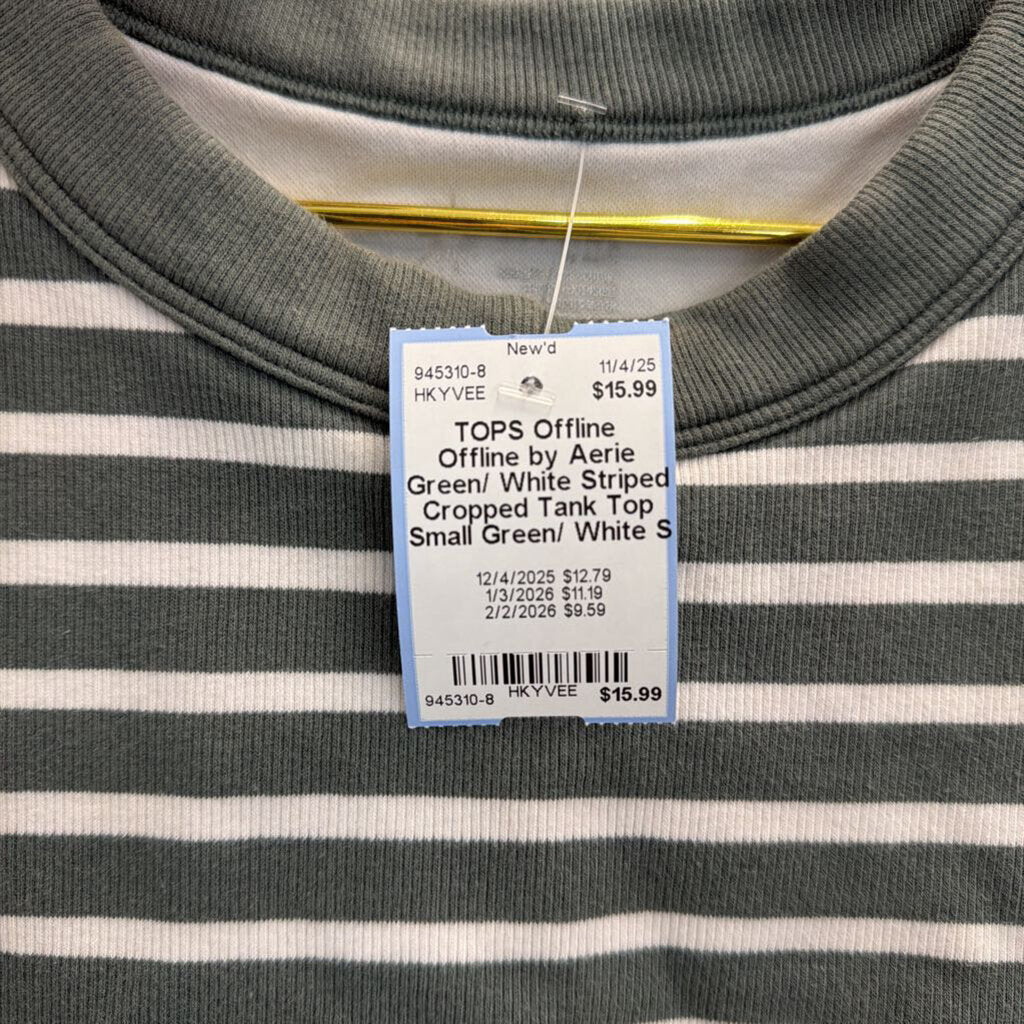 New'd
945310-8 11/4/25
HKYVEE $15.99
TOPS Offline
Offline by Aerie
Green/ White Striped
Cropped Tank Top
Small Green/ White S
12/4/2025 $12.79
1/3/2026 $11.19
2/2/2026 $9.59
945310-8 HKYVEE $15.99